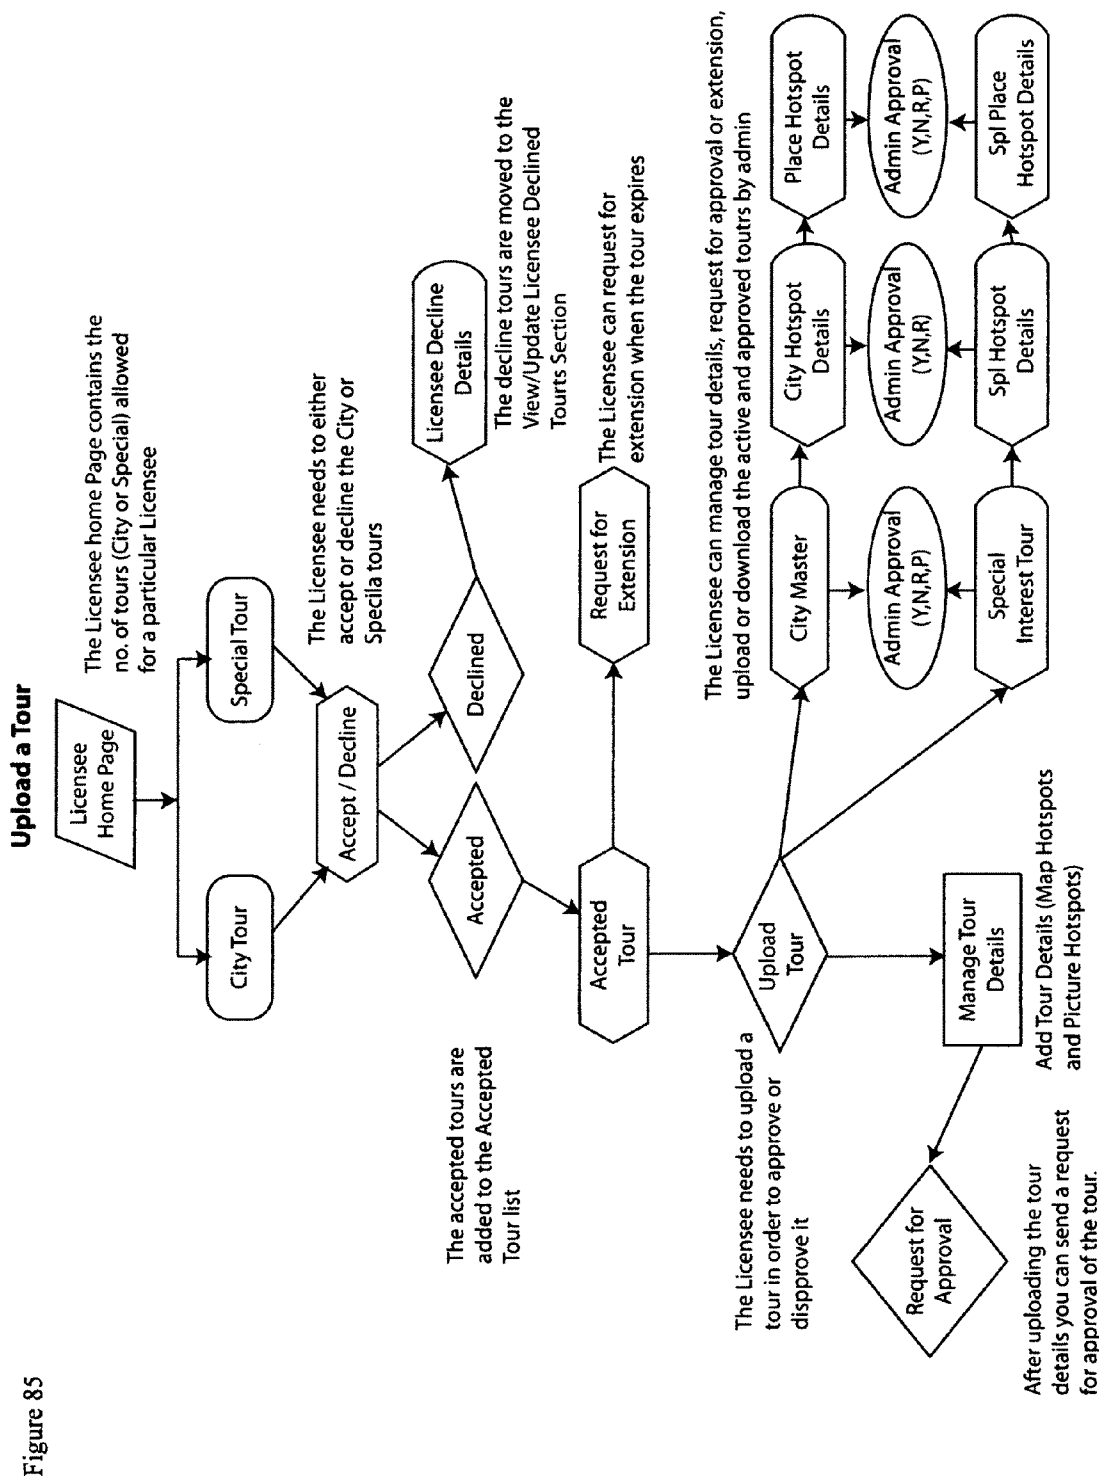 Figure 85
Upload a Tour
Licensee
Home Page
The Licensee home Page contains the
no. of tours (City or Special) allowed
for a particular Licensee
City Tour
Special Tour
Accept / Decline
The Licensee needs to either
accept or decline the City or
Specila tours
Accepted
Declined
Licensee Decline
Details
The decline tours are moved to the
View/Update Licensee Declined
Tourts Section
The accepted tours are
added to the Accepted
Tour list
Accepted
Tour
Request for
Extension
The Licensee can request for
extension when the tour expires
The Licensee needs to upload a
tour in order to approve or
dispprove it
Upload
Tour
The Licensee can manage tour details, request for approval or extension,
upload or download the active and approved toutrs by admin
City Master
City Hotspot
Details
Place Hotspot
Details
Admin Approval
(Y,N,R,P)
Admin Approval
(Y,N,R)
Admin Approval
(Y,N,R,P)
Special
Interest Tour
Spl Hotspot
Details
Spl Place
Hotspot Details
Manage Tour
Details
Add Tour Details (Map Hotspots
and Picture Hotspots)
Request for
Approval
After uploading the tour
details you can send a request
for approval of the tour.